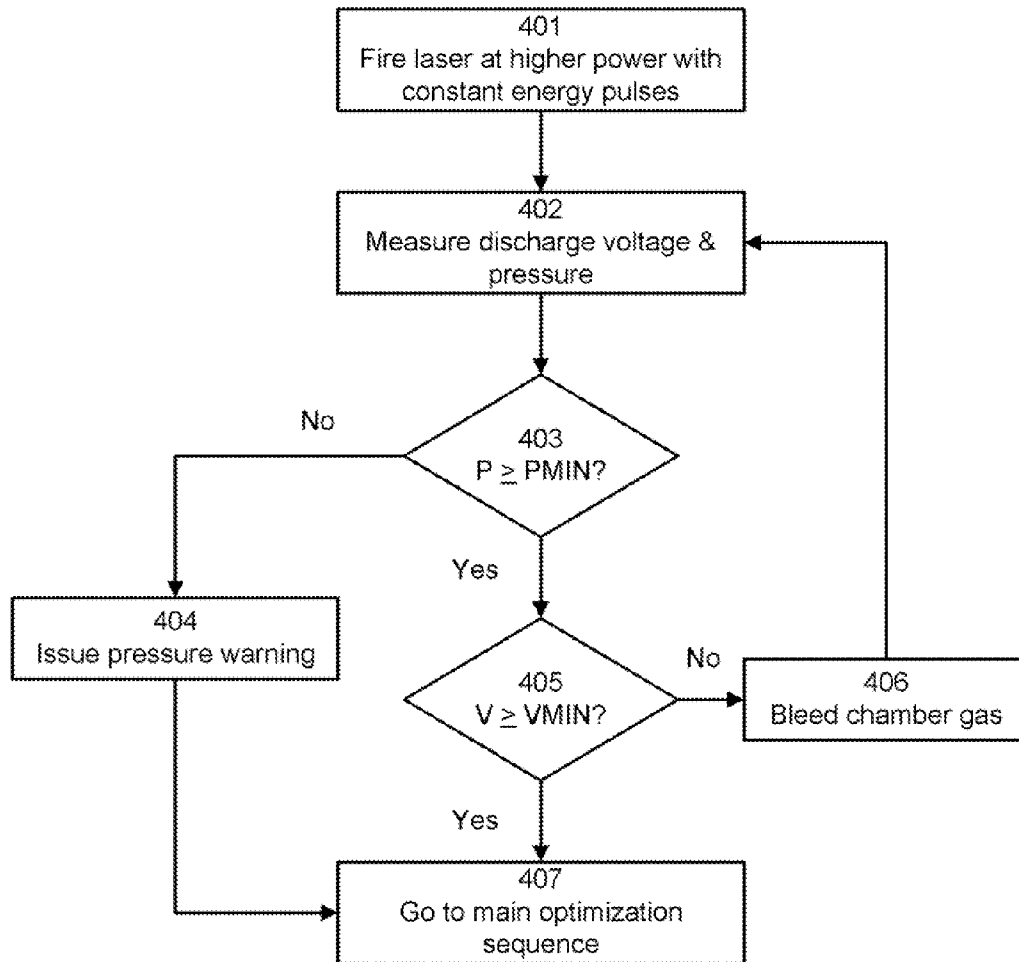 401
Fire laser at higher power with
constant energy pulses
402
Measure discharge voltage &
pressure
No
403
P ≥ PMIN?
Yes
404
Issue pressure warning
405
V ≥ VMIN?
No
406
Bleed chamber gas
Yes
407
Go to main optimization
sequence